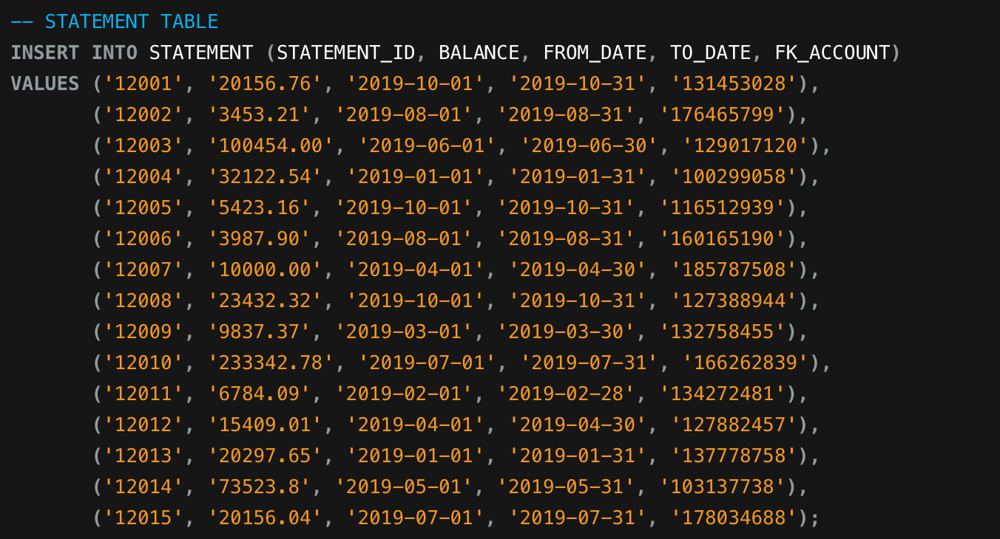 -- STATEMENT TABLE
INSERT INTO STATEMENT (STATEMENT_ID, BALANCE, FROM_DATE, TO_DATE, FK_ACCOUNT)
VALUES ('12001', '20156.76', '2019-10-01', '2019-10-31', '131453028'),
('12002', '3453.21', '2019-08-01', '2019-08-31', '176465799'),
('12003', '100454.00', '2019-06-01', '2019-06-30', '129017120'),
('12004', '32122.54', '2019-01-01', '2019-01-31', '100299058'),
('12005', '5423.16', '2019-10-01', '2019-10-31', '116512939'),
('12006', '3987.90', '2019-08-01', '2019-08-31', '160165190'),
('12007', '10000.00', '2019-04-01', '2019-04-30', '185787508'),
('12008', '23432.32', '2019-10-01', '2019-10-31', '127388944'),
('12009', '9837.37', '2019-03-01', '2019-03-30', '132758455'),
('12010', '233342.78', '2019-07-01', '2019-07-31', '166262839'),
('12011', '6784.09', '2019-02-01', '2019-02-28', '134272481'),
('12012', '15409.01', '2019-04-01', '2019-04-30', '127882457'),
('12013', '20297.65', '2019-01-01', '2019-01-31', '137778758'),
('12014', '73523.8', '2019-05-01', '2019-05-31', '103137738'),
('12015', '20156.04', '2019-07-01', '2019-07-31', '178034688');